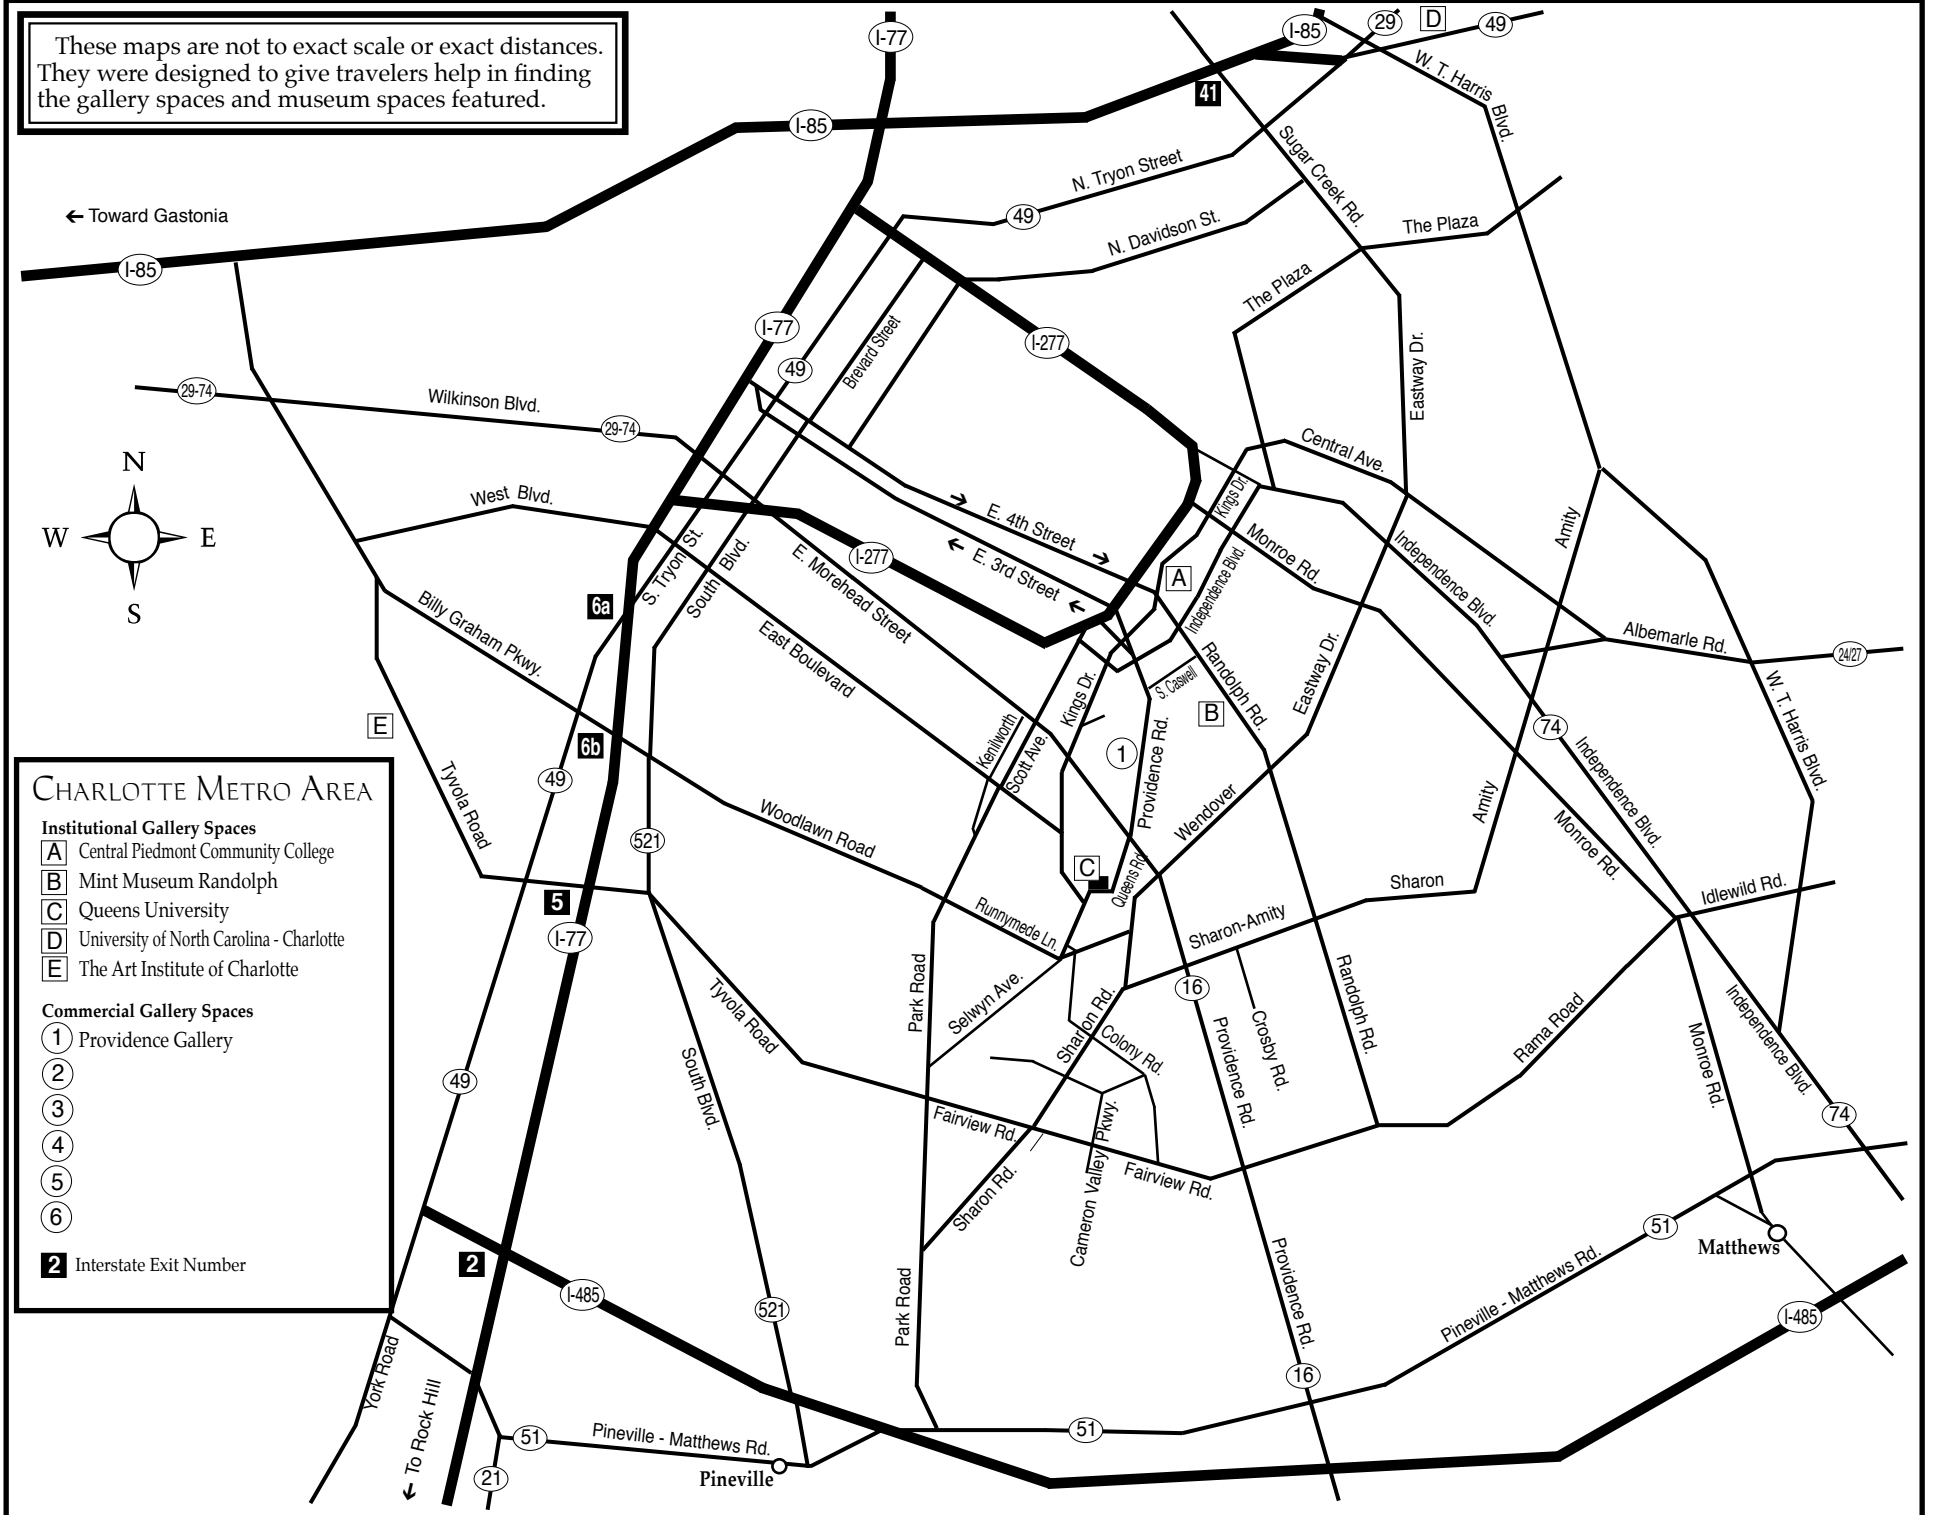 These maps are not to exact scale or exact distances.
They were designed to give travelers help in finding
the gallery spaces and museum spaces featured.
I-77
I-85
29
D
49
W. T. Harris
Blvd.
41
I-85
Sugar Creek Rd.
N. Tryon Street
49
N. Davidson St.
The Plaza
The Plaza
← Toward Gastonia
I-85
I-77
49
Brevard Street
I-277
Eastway Dr.
29-74
Wilkinson Blvd.
29-74
Central Ave.
N
W
E
S
West Blvd.
E. 4th Street
E. 3rd Street
Kings Dr.
A
Independence Blvd.
Monroe Rd.
Independence Blvd.
Amity
I-277
E. Morehead Street
S. Tryon St.
South Blvd.
6a
Billy Graham Pkwy.
East Boulevard
Albemarle Rd.
24/27
Randolph Rd.
S. Caswell
B
Eastway Dr.
W. T. Harris Blvd.
Kings Dr.
Kenilworth
Scott Ave.
1
Providence Rd.
74
Independence Blvd.
E
6b
49
Tyvola Road
521
Woodlawn Road
Wendover
Amity
Monroe Rd.
C
Queens Rd.
Sharon
Idlewild Rd.
5
I-77
Runnymede Ln.
Sharon-Amity
Park Road
Selwyn Ave.
Sharon Rd.
16
Crosby Rd.
Randolph Rd.
Independence Blvd.
Tyvola Road
Colony Rd.
Providence Rd.
Rama Road
Monroe Rd.
49
South Blvd.
Fairview Rd.
Cameron Valley Pkwy.
Fairview Rd.
74
Sharon Rd.
CHARLOTTE METRO AREA
Institutional Gallery Spaces
A Central Piedmont Community College
B Mint Museum Randolph
C Queens University
D University of North Carolina - Charlotte
E The Art Institute of Charlotte
Commercial Gallery Spaces
1 Providence Gallery
2
3
4
5
6
2 Interstate Exit Number
2
I-485
521
Park Road
Providence Rd.
16
51
Matthews
Pineville - Matthews Rd.
I-485
York Road
← To Rock Hill
51
Pineville - Matthews Rd.
51
21
Pineville